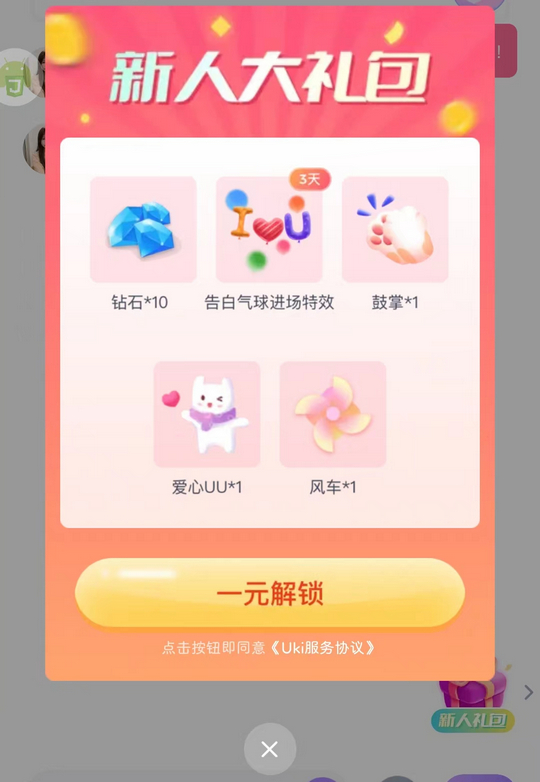 !
新人大礼包
3天
I U
钻石*10
告白气球进场特效
鼓掌*1
爱心UU*1
风车*1
一元解锁
点击按钮即同意《Uki服务协议》
新人礼包